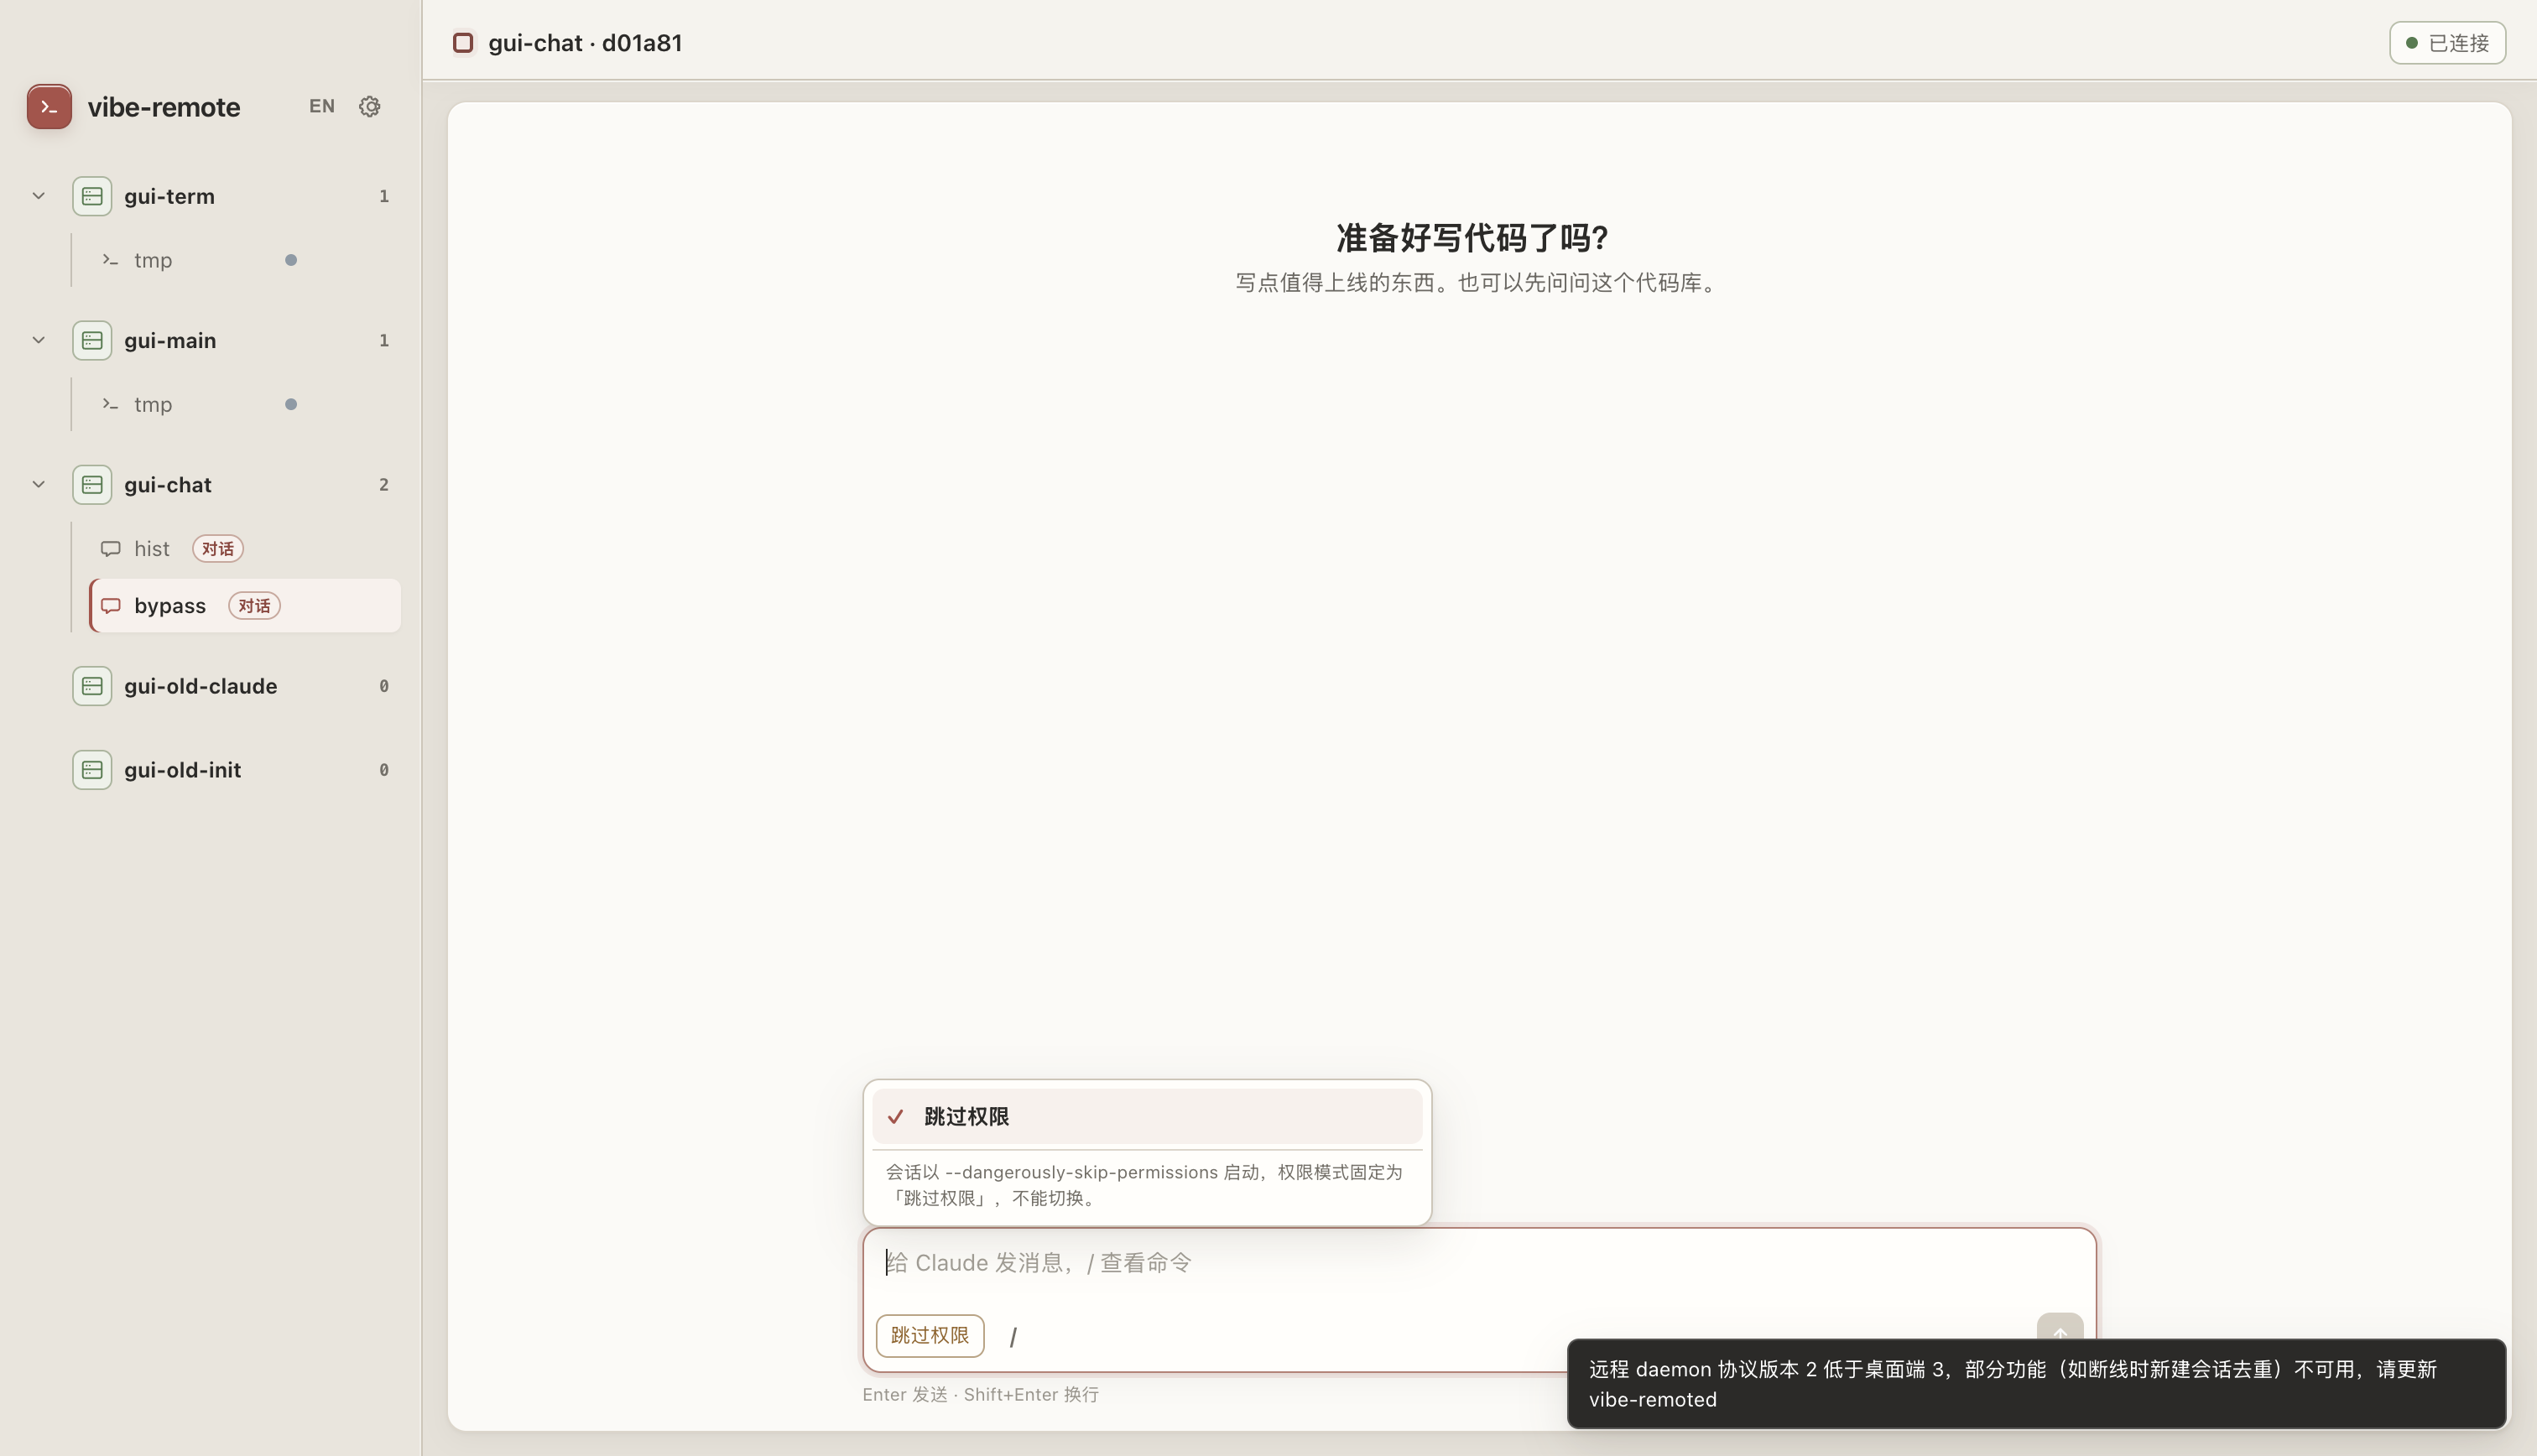 vibe-remote
EN
gui-term
1
tmp
gui-main
1
tmp
gui-chat
2
hist 对话
bypass 对话
gui-old-claude
0
gui-old-init
0
gui-chat · d01a81
已连接
准备好写代码了吗?
写点值得上线的东西。也可以先问问这个代码库。
跳过权限
会话以 --dangerously-skip-permissions 启动，权限模式固定为
「跳过权限」，不能切换。
给 Claude 发消息，/ 查看命令
跳过权限 /
Enter 发送 · Shift+Enter 换行
远程 daemon 协议版本 2 低于桌面端 3，部分功能（如断线时新建会话去重）不可用，请更新
vibe-remoted